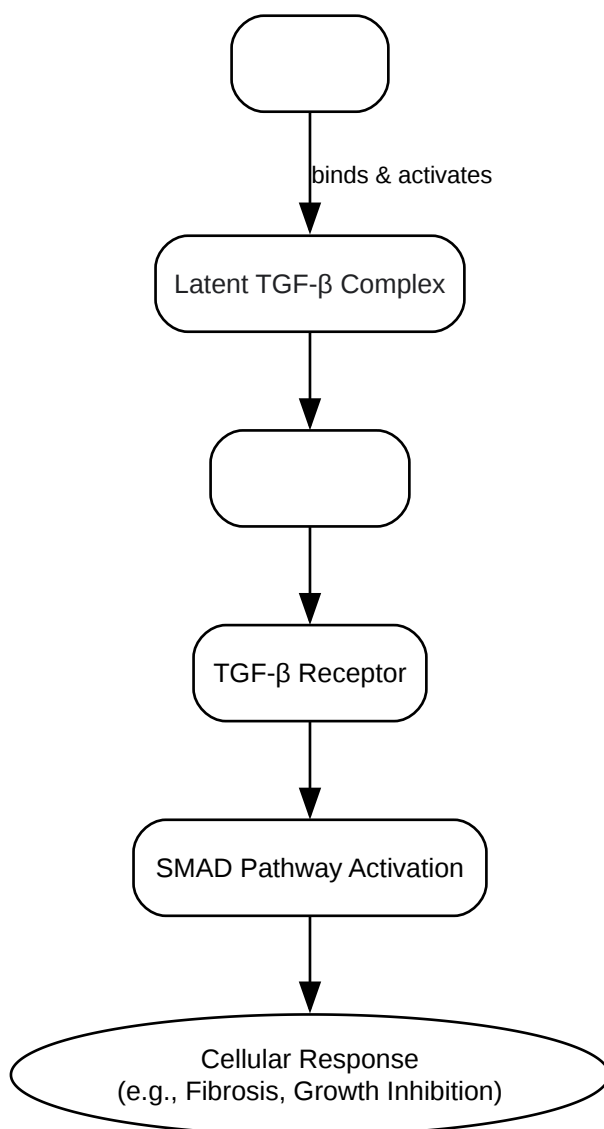 binds & activates
Latent TGF-β Complex
TGF-β Receptor
SMAD Pathway Activation
Cellular Response
(e.g., Fibrosis, Growth Inhibition)